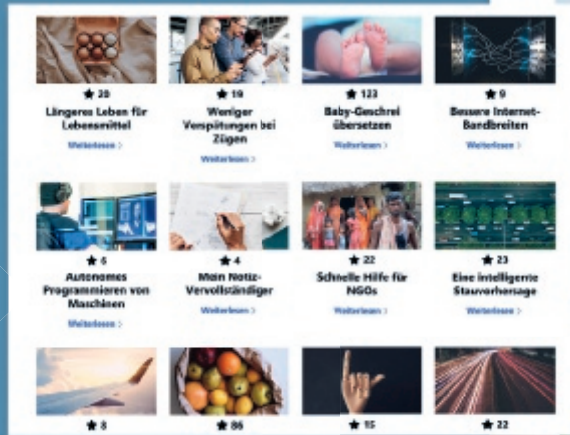 ★ 20
Längeres Leben für
Lebensmittel
Weiterlesen >
★ 19
Weniger
Verspätungen bei
Zügen
Weiterlesen >
★ 123
Baby-Geschrei
übersetzen
Weiterlesen >
★ 9
Bessere Internet-
Bandbreiten
Weiterlesen >
★ 6
Autonomes
Programmieren von
Maschinen
Weiterlesen >
★ 4
Mein Notiz-
Vervollständiger
Weiterlesen >
★ 22
Schnelle Hilfe für
NGOs
Weiterlesen >
★ 23
Eine intelligente
Stauvorhersage
Weiterlesen >
★ 8
★ 86
★ 15
★ 22